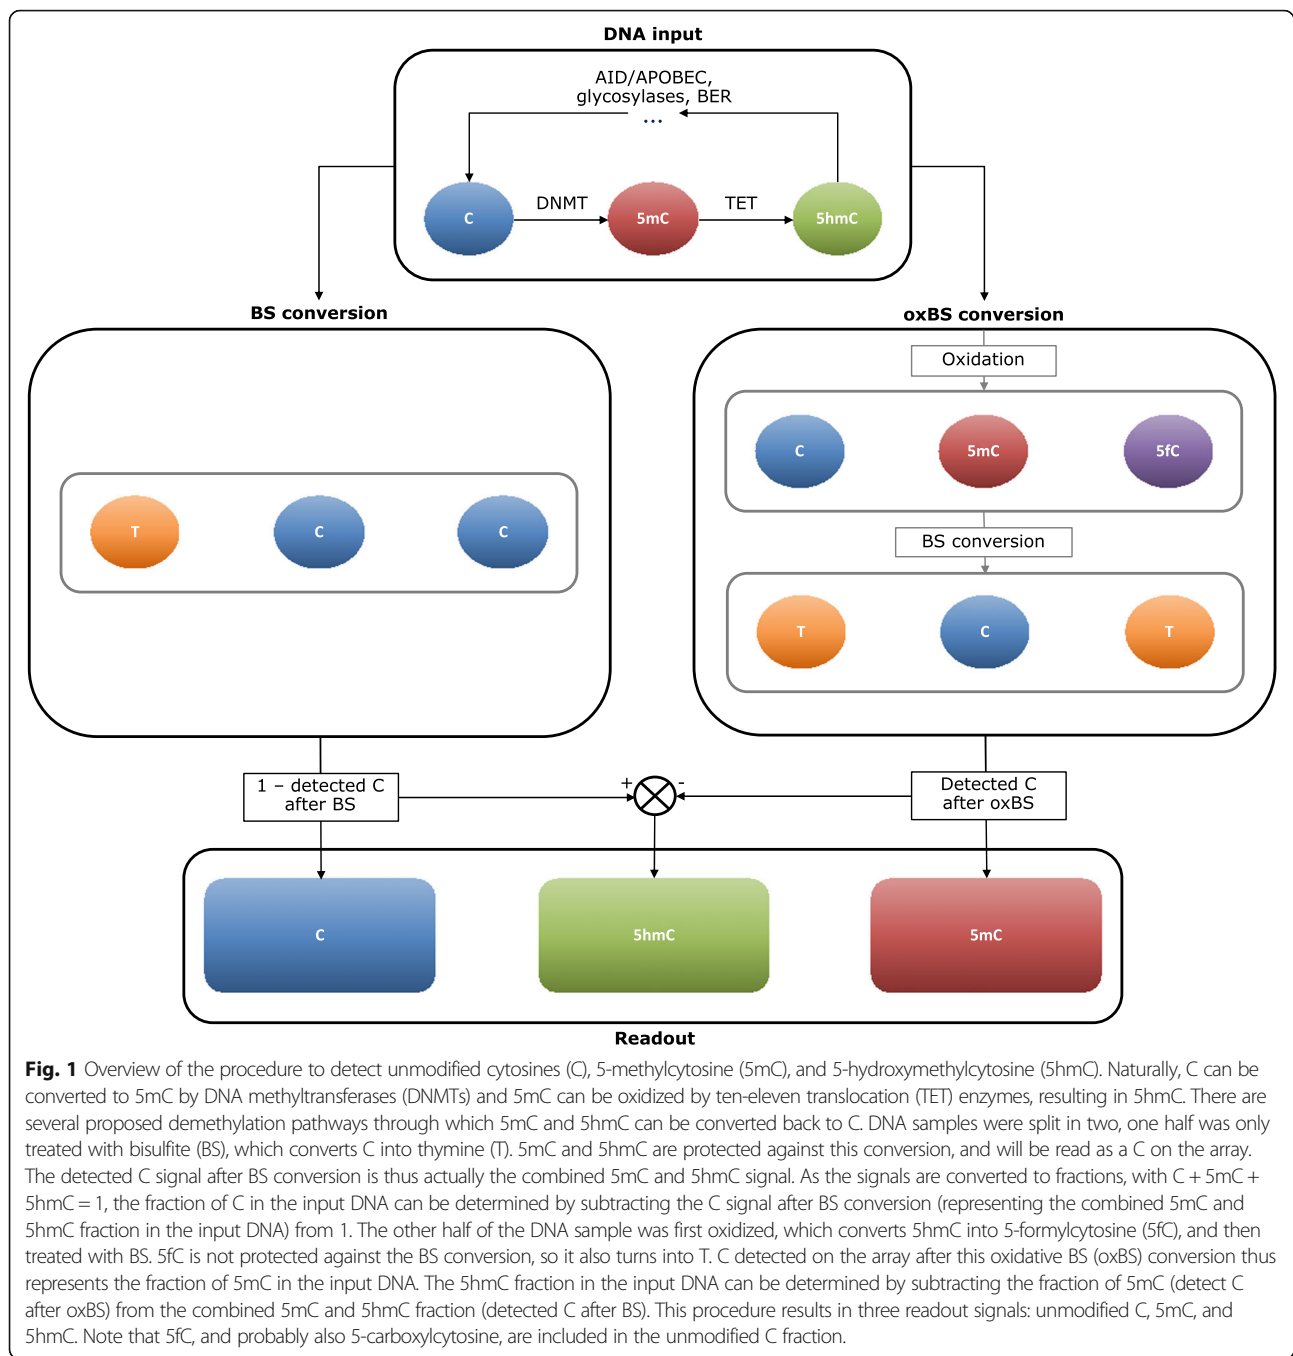 DNA input
AID/APOBEC,
glycosylases, BER
...
C
DNMT
5mC
TET
5hmC
BS conversion
T
C
C
oxBS conversion
Oxidation
C
5mC
5fC
BS conversion
T
C
T
1 – detected C
after BS
+
-
Detected C
after oxBS
C
5hmC
5mC
Readout
Fig. 1 Overview of the procedure to detect unmodified cytosines (C), 5-methylcytosine (5mC), and 5-hydroxymethylcytosine (5hmC). Naturally, C can be
converted to 5mC by DNA methyltransferases (DNMTs) and 5mC can be oxidized by ten-eleven translocation (TET) enzymes, resulting in 5hmC. There are
several proposed demethylation pathways through which 5mC and 5hmC can be converted back to C. DNA samples were split in two, one half was only
treated with bisulfite (BS), which converts C into thymine (T). 5mC and 5hmC are protected against this conversion, and will be read as a C on the array.
The detected C signal after BS conversion is thus actually the combined 5mC and 5hmC signal. As the signals are converted to fractions, with C + 5mC +
5hmC = 1, the fraction of C in the input DNA can be determined by subtracting the C signal after BS conversion (representing the combined 5mC and
5hmC fraction in the input DNA) from 1. The other half of the DNA sample was first oxidized, which converts 5hmC into 5-formylcytosine (5fC), and then
treated with BS. 5fC is not protected against the BS conversion, so it also turns into T. C detected on the array after this oxidative BS (oxBS) conversion thus
represents the fraction of 5mC in the input DNA. The 5hmC fraction in the input DNA can be determined by subtracting the fraction of 5mC (detect C
after oxBS) from the combined 5mC and 5hmC fraction (detected C after BS). This procedure results in three readout signals: unmodified C, 5mC, and
5hmC. Note that 5fC, and probably also 5-carboxylcytosine, are included in the unmodified C fraction.